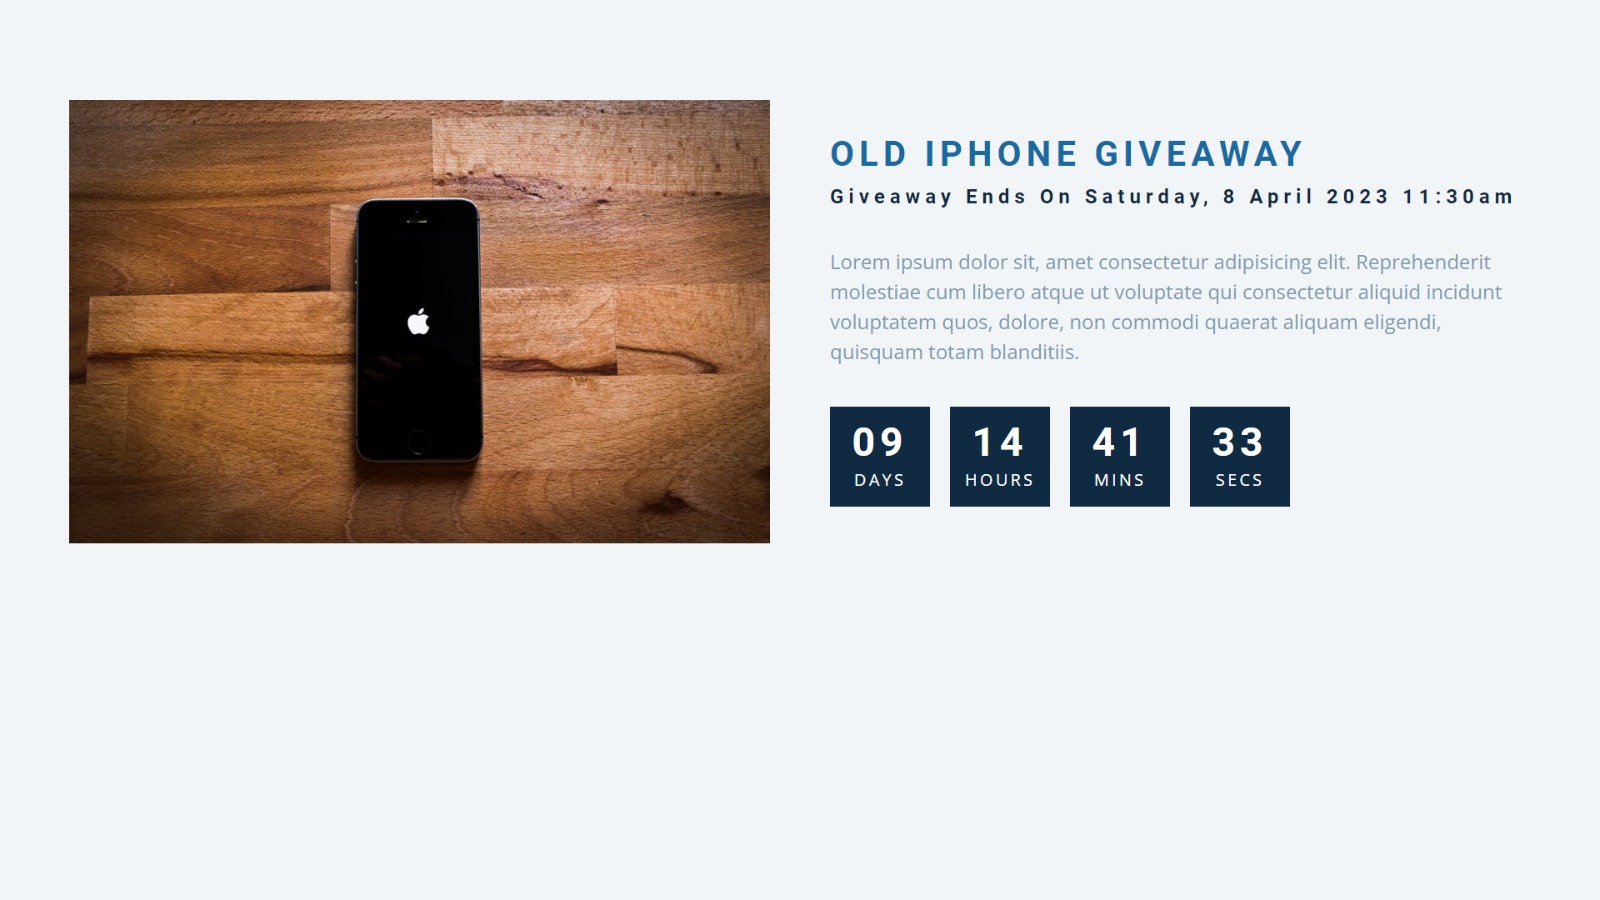 OLD IPHONE GIVEAWAY
Giveaway Ends On Saturday, 8 April 2023 11:30am
Lorem ipsum dolor sit, amet consectetur adipisicing elit. Reprehenderit
molestiae cum libero atque ut voluptate qui consectetur aliquid incidunt
voluptatem quos, dolore, non commodi quaerat aliquam eligendi,
quisquam totam blanditiis.
09 14 41 33
DAYS HOURS MINS SECS